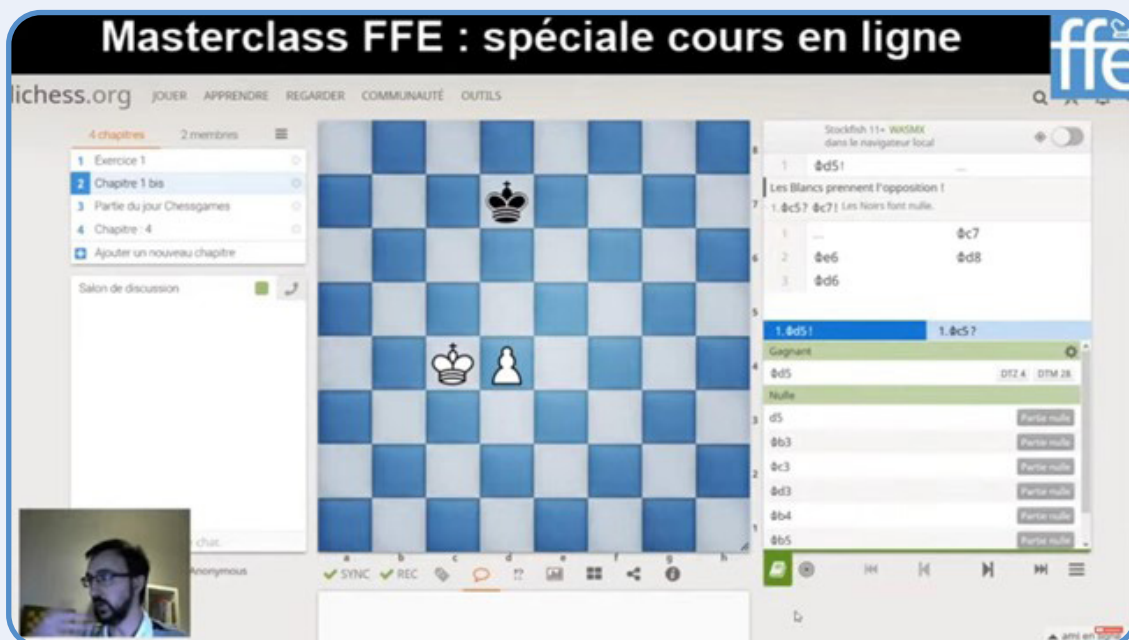 Masterclass FFE : spéciale cours en ligne
ffe
lichess.org JOUER APPRENDRE REGARDER COMMUNAUTÉ OUTILS
4 chapitres 2 membres
1 Exercice 1
2 Chapitre 1 bis
3 Partie du jour Chessgames
4 Chapitre : 4
Ajouter un nouveau chapitre
Salon de discussion
chat.
Anonymous
8
7
6
5
4
3
2
1
a b c d e f g h
SYNC REC !?
Stockfish 11+ WASMX
dans le navigateur local
1 ♔d5! ...
Les Blancs prennent l'opposition !
1.♔c5? ♔c7! Les Noirs font nulle.
1 ... ♔c7
2 ♔e6 ♔d8
3 ♔d6
1.♔d5! 1.♔c5?
Gagnant
♔d5 DTZ 4 DTM 28
Nulle
d5 Partie nulle
♔b3 Partie nulle
♔c3 Partie nulle
♔d3 Partie nulle
♔b4 Partie nulle
♔b5 Partie nulle
ami en ligne